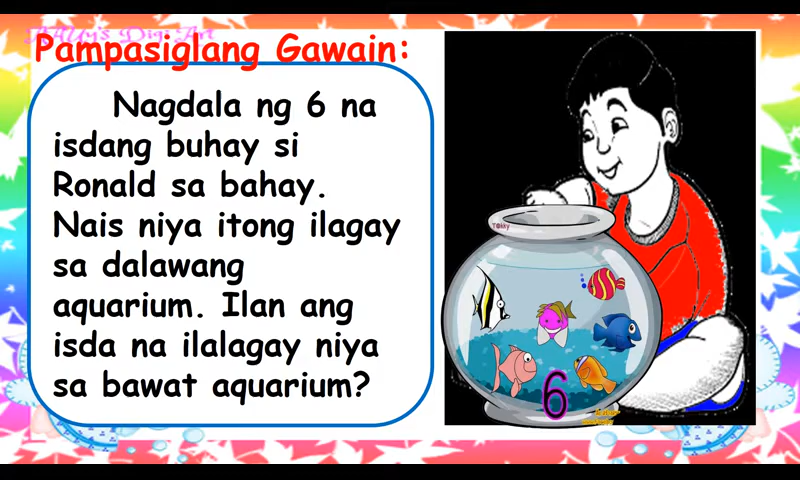 Pampasiglang Gawain:
Nagdala ng 6 na
isdang buhay si
Ronald sa bahay.
Nais niya itong ilagay
sa dalawang
aquarium. Ilan ang
isda na ilalagay niya
sa bawat aquarium?
6